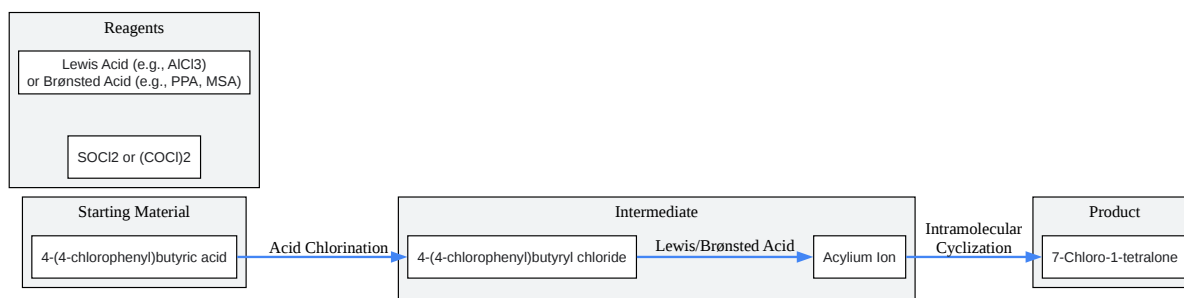 Reagents
Lewis Acid (e.g., AlCl3)
or Brønsted Acid (e.g., PPA, MSA)
SOCl2 or (COCl)2
Starting Material
4-(4-chlorophenyl)butyric acid
Acid Chlorination
Intermediate
4-(4-chlorophenyl)butyryl chloride
Lewis/Brønsted Acid
Acylium Ion
Intramolecular
Cyclization
Product
7-Chloro-1-tetralone